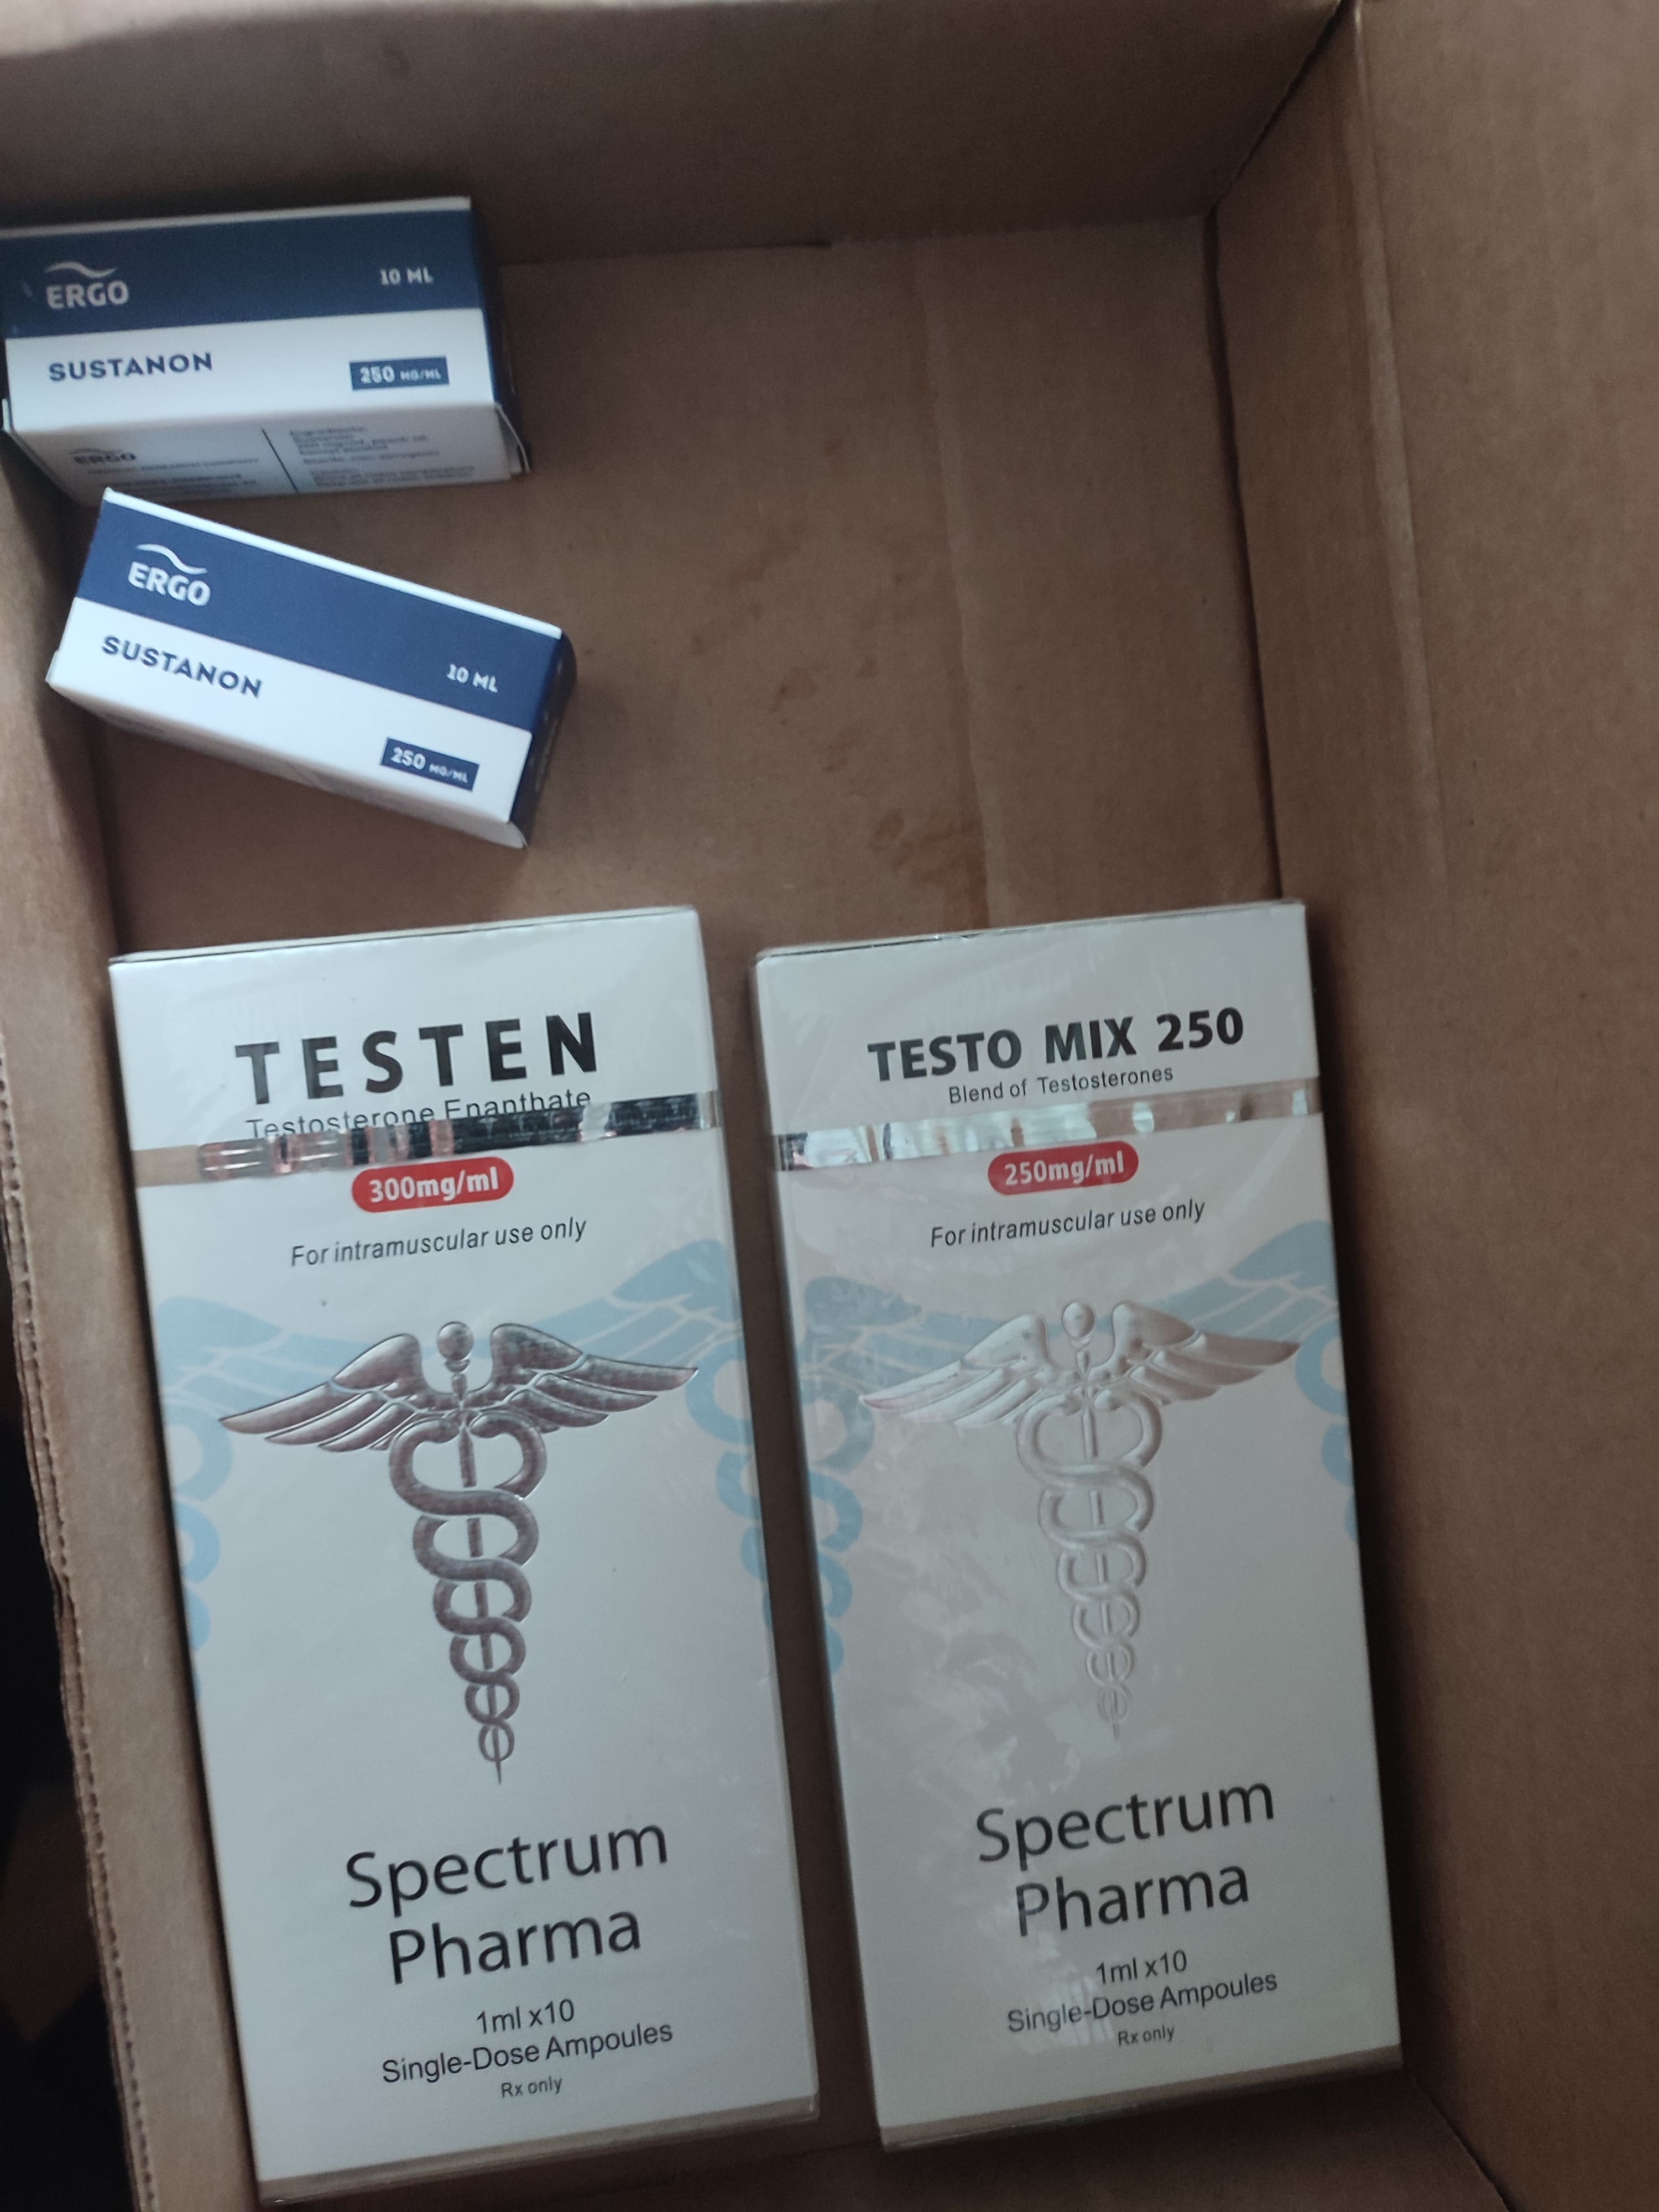 ERGO
10 ML
SUSTANON
250 MG/ML
ERGO
ERGO
10 ML
SUSTANON
250 MG/ML
TESTEN
Testosterone Enanthate
300mg/ml
For intramuscular use only
Spectrum
Pharma
1ml x10
Single-Dose Ampoules
Rx only
TESTO MIX 250
Blend of Testosterones
250mg/ml
For intramuscular use only
Spectrum
Pharma
1ml x10
Single-Dose Ampoules
Rx only